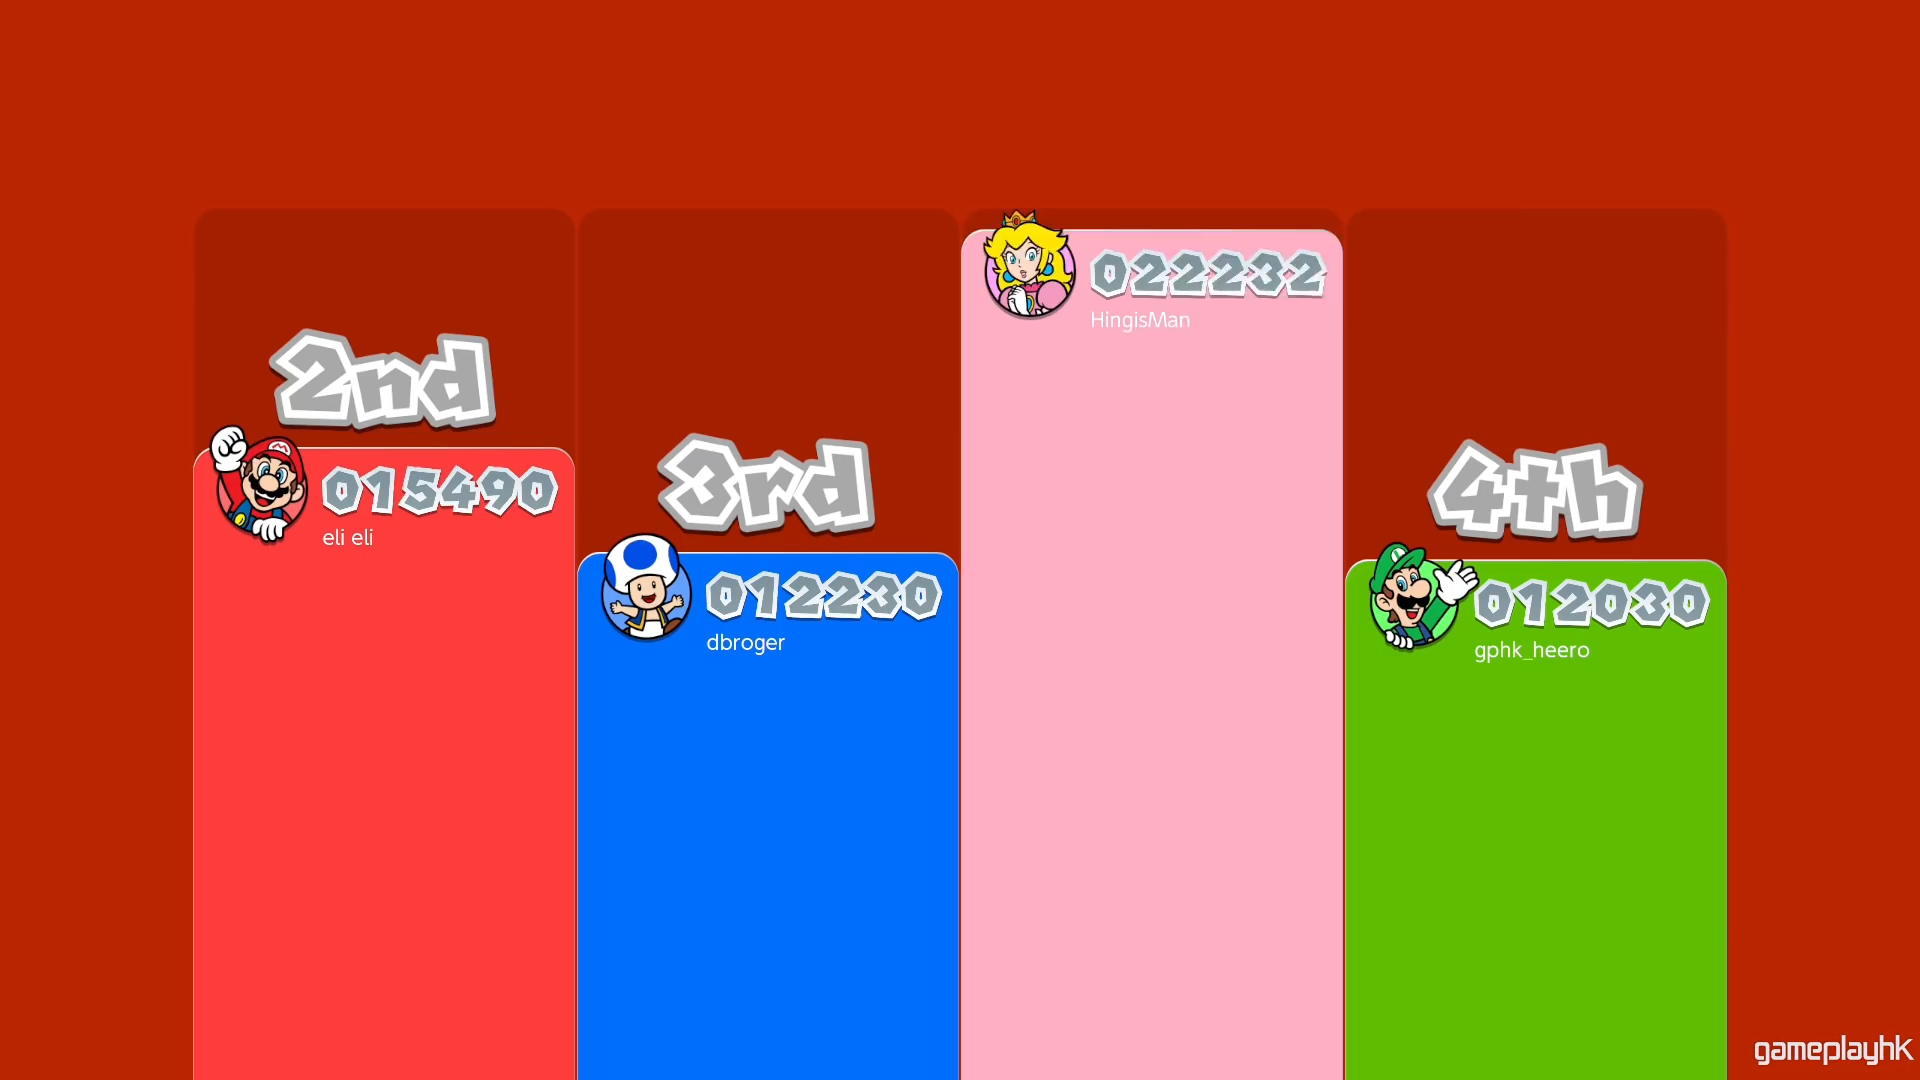 2nd
015490
eli eli
3rd
012230
dbroger
022232
HingisMan
4th
012030
gphk_heero
gameplayhk